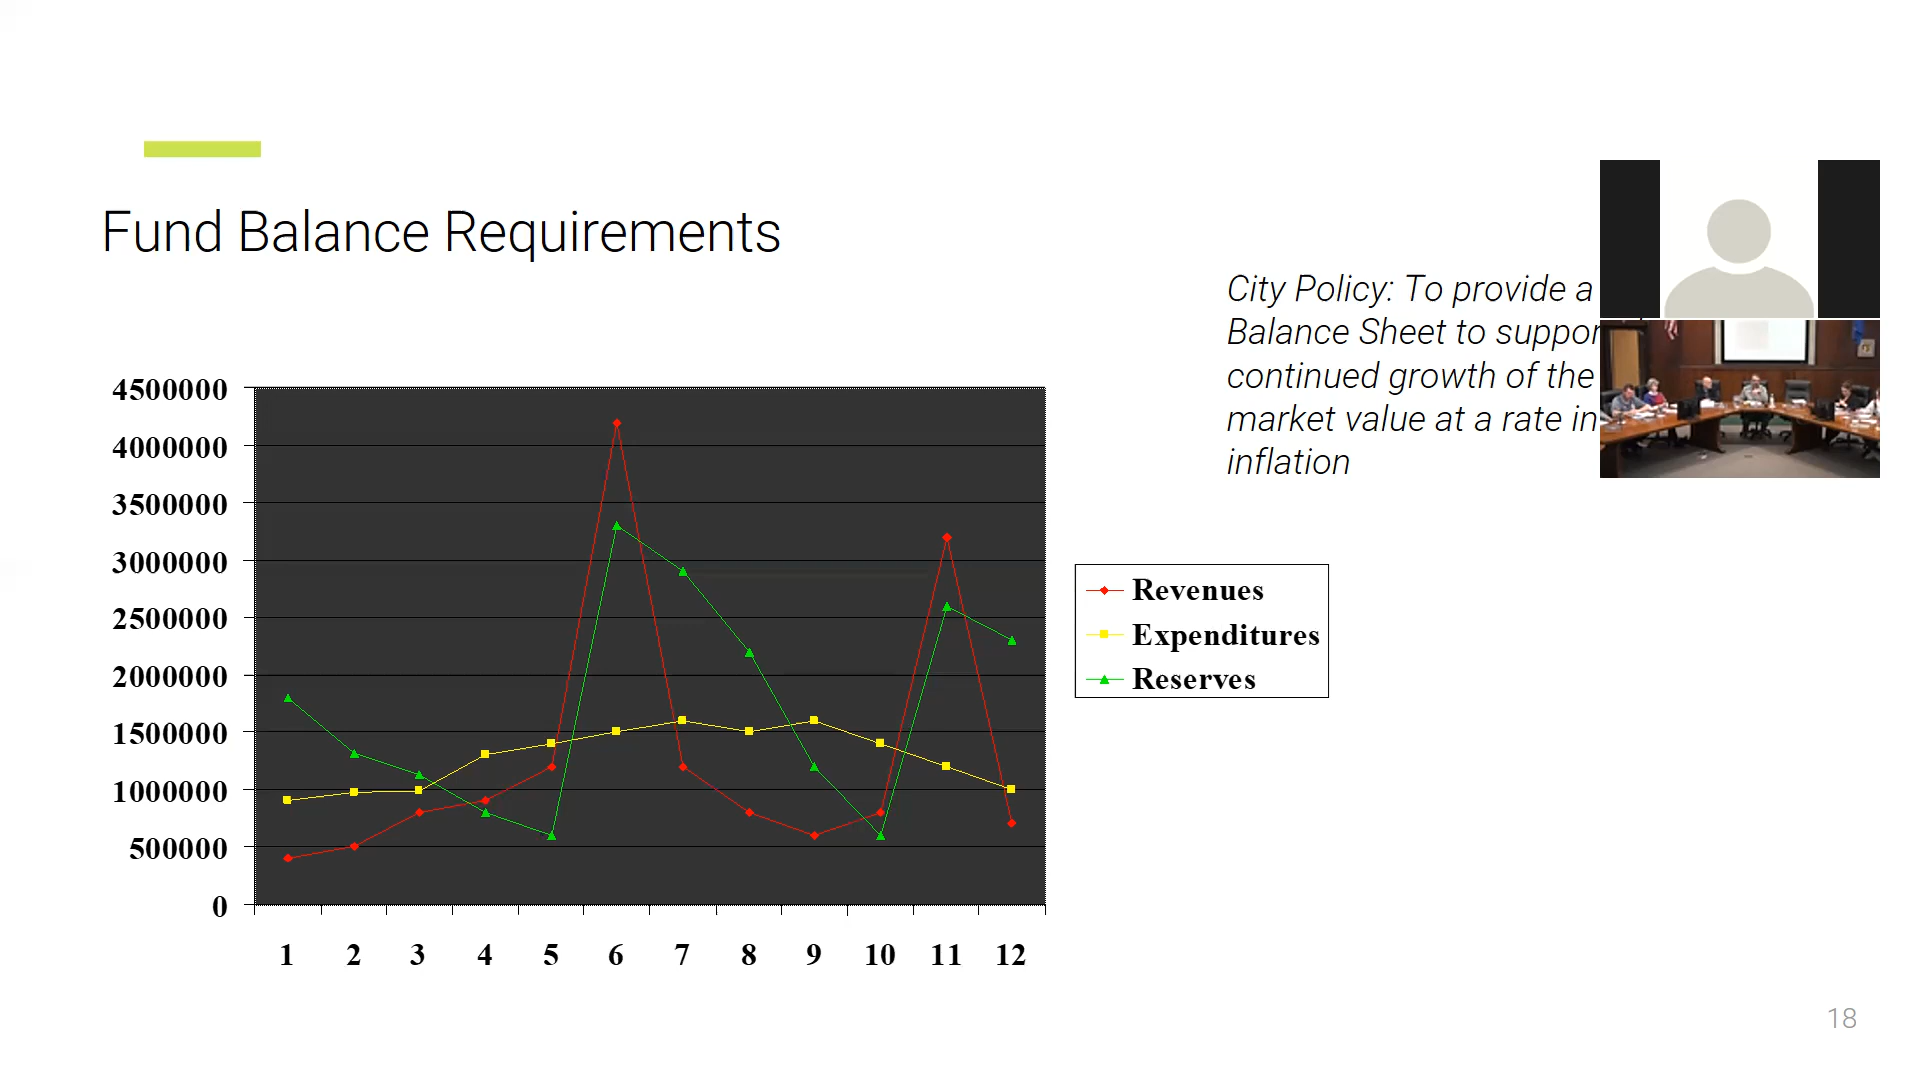 Fund Balance Requirements
City Policy: To provide a
Balance Sheet to suppor
continued growth of the
market value at a rate in
inflation
4500000
4000000
3500000
3000000
2500000
2000000
1500000
1000000
500000
0
1 2 3 4 5 6 7 8 9 10 11 12
Revenues
Expenditures
Reserves
18